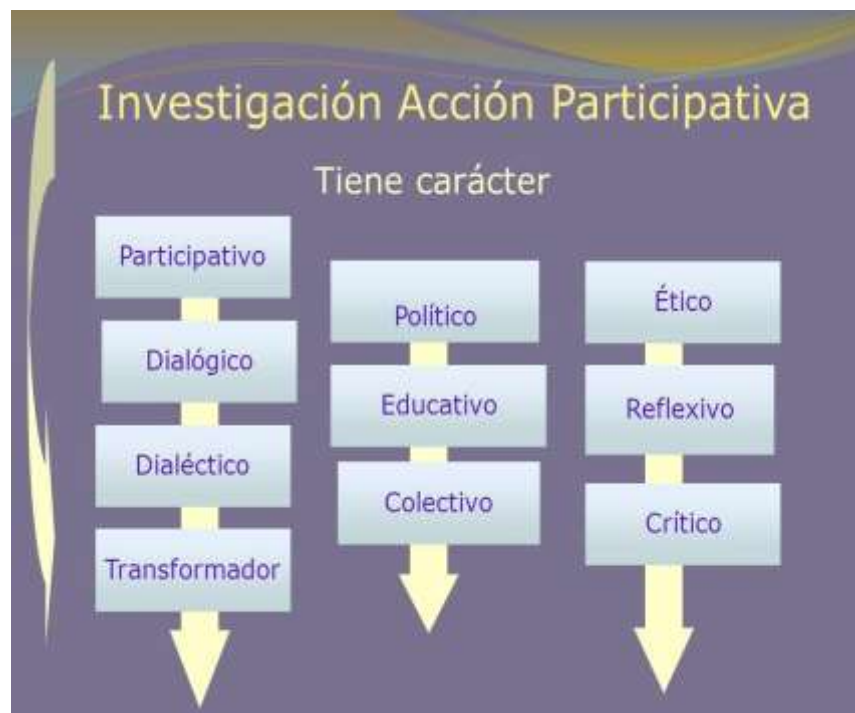 Investigación Acción Participativa
Tiene carácter
Participativo
Dialógico
Dialéctico
Transformador
Político
Educativo
Colectivo
Ético
Reflexivo
Crítico